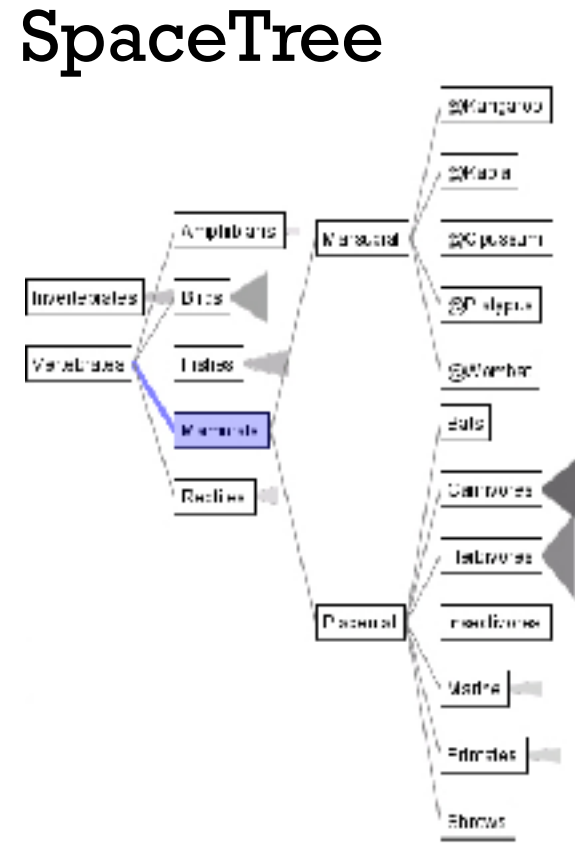 SpaceTree
@Kangaroo
@Koala
Amphibians
Marsupial
@Opussum
Invertebrates
Birds
@Platypus
Vertebrates
Fishes
@Wombat
Mammals
Bats
Reptiles
Carnivores
Herbivores
Placental
Insectivores
Marine
Primates
Shrews